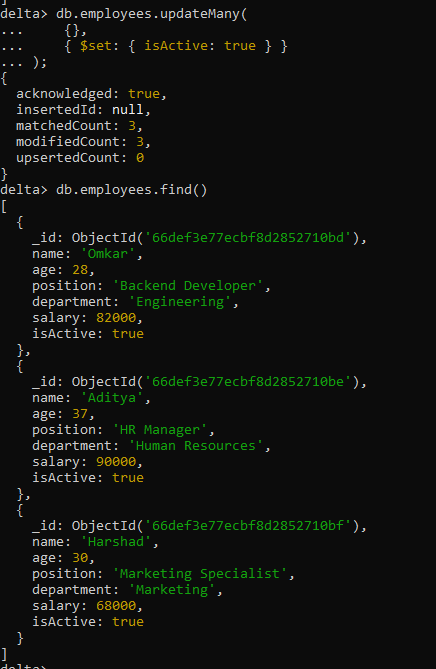 ]
delta> db.employees.updateMany(
...     {},
...     { $set: { isActive: true } }
... );
{
  acknowledged: true,
  insertedId: null,
  matchedCount: 3,
  modifiedCount: 3,
  upsertedCount: 0
}
delta> db.employees.find()
[
  {
    _id: ObjectId('66def3e77ecbf8d2852710bd'),
    name: 'Omkar',
    age: 28,
    position: 'Backend Developer',
    department: 'Engineering',
    salary: 82000,
    isActive: true
  },
  {
    _id: ObjectId('66def3e77ecbf8d2852710be'),
    name: 'Aditya',
    age: 37,
    position: 'HR Manager',
    department: 'Human Resources',
    salary: 90000,
    isActive: true
  },
  {
    _id: ObjectId('66def3e77ecbf8d2852710bf'),
    name: 'Harshad',
    age: 30,
    position: 'Marketing Specialist',
    department: 'Marketing',
    salary: 68000,
    isActive: true
  }
]
delta>